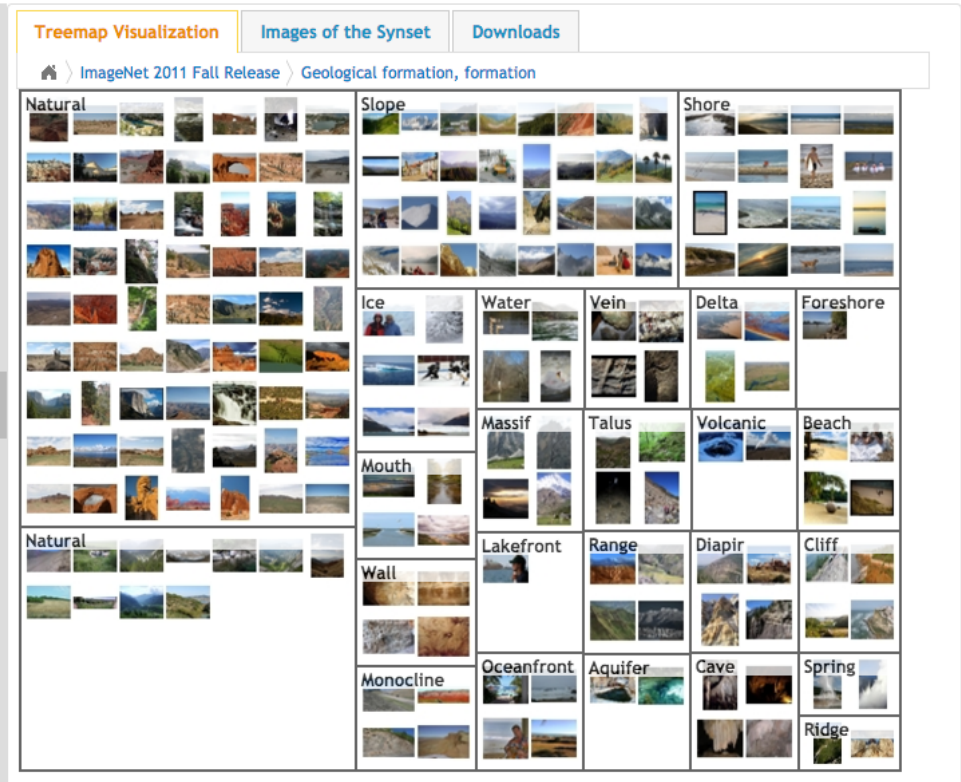 Treemap Visualization
Images of the Synset
Downloads
ImageNet 2011 Fall Release
Geological formation, formation
Natural
Slope
Shore
Ice
Water
Vein
Delta
Foreshore
Massif
Talus
Volcanic
Beach
Mouth
Natural
Lakefront
Range
Diapir
Cliff
Wall
Oceanfront
Aquifer
Cave
Spring
Monocline
Ridge